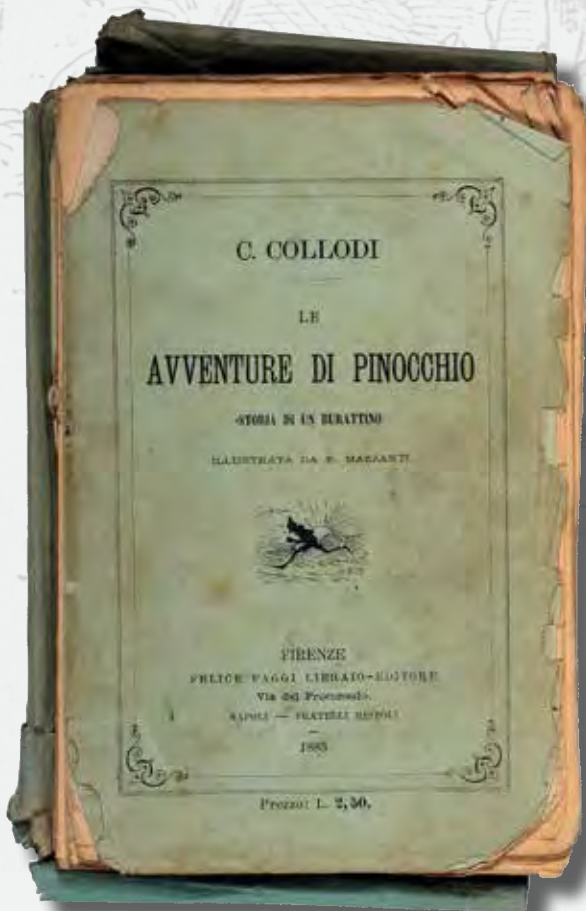 C. COLLODI
LE
AVVENTURE DI PINOCCHIO
STORIA DI UN BURATTINO
ILLUSTRATA DA E. MAZZANTI
FIRENZE
FELICE PAGGI LIBRAIO-EDITORE
Via del Proconsolo.
NAPOLI — FRATELLI
1883
Prezzo: L. 2,50.